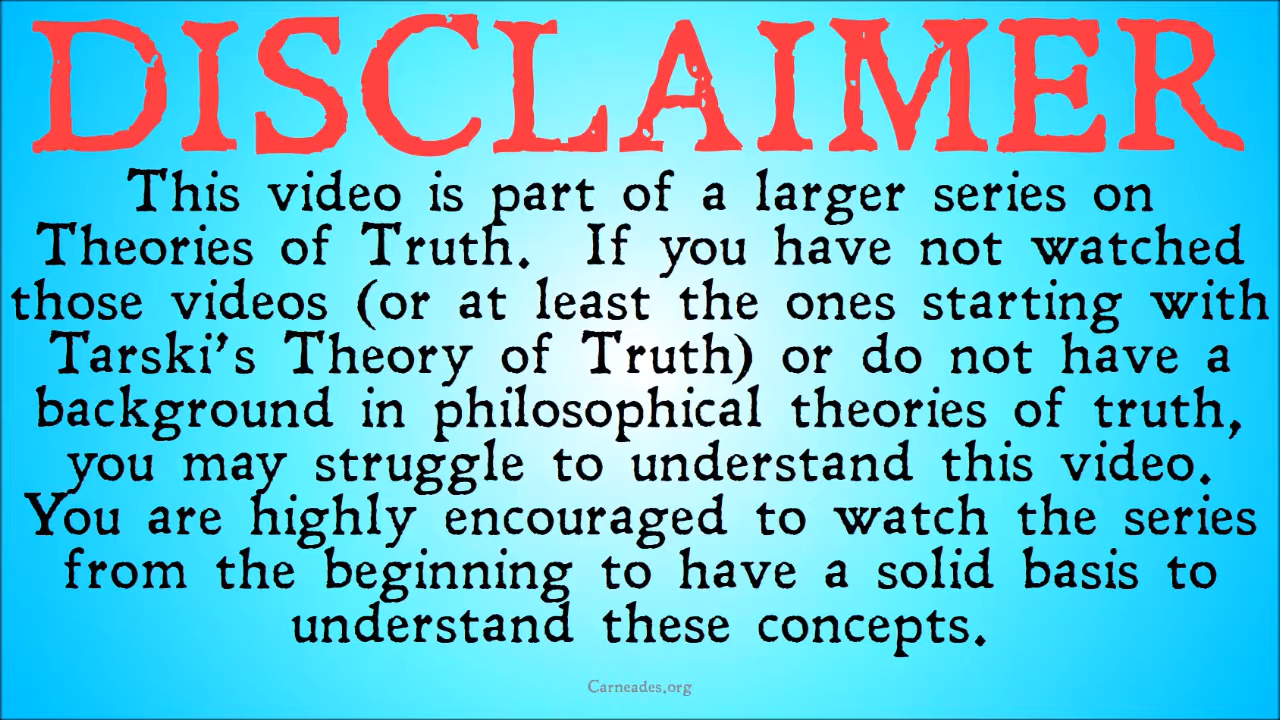 DISCLAIMER
This video is part of a larger series on
Theories of Truth.  If you have not watched
those videos (or at least the ones starting with
Tarski's Theory of Truth) or do not have a
background in philosophical theories of truth,
you may struggle to understand this video.
You are highly encouraged to watch the series
from the beginning to have a solid basis to
understand these concepts.
Carneades.org